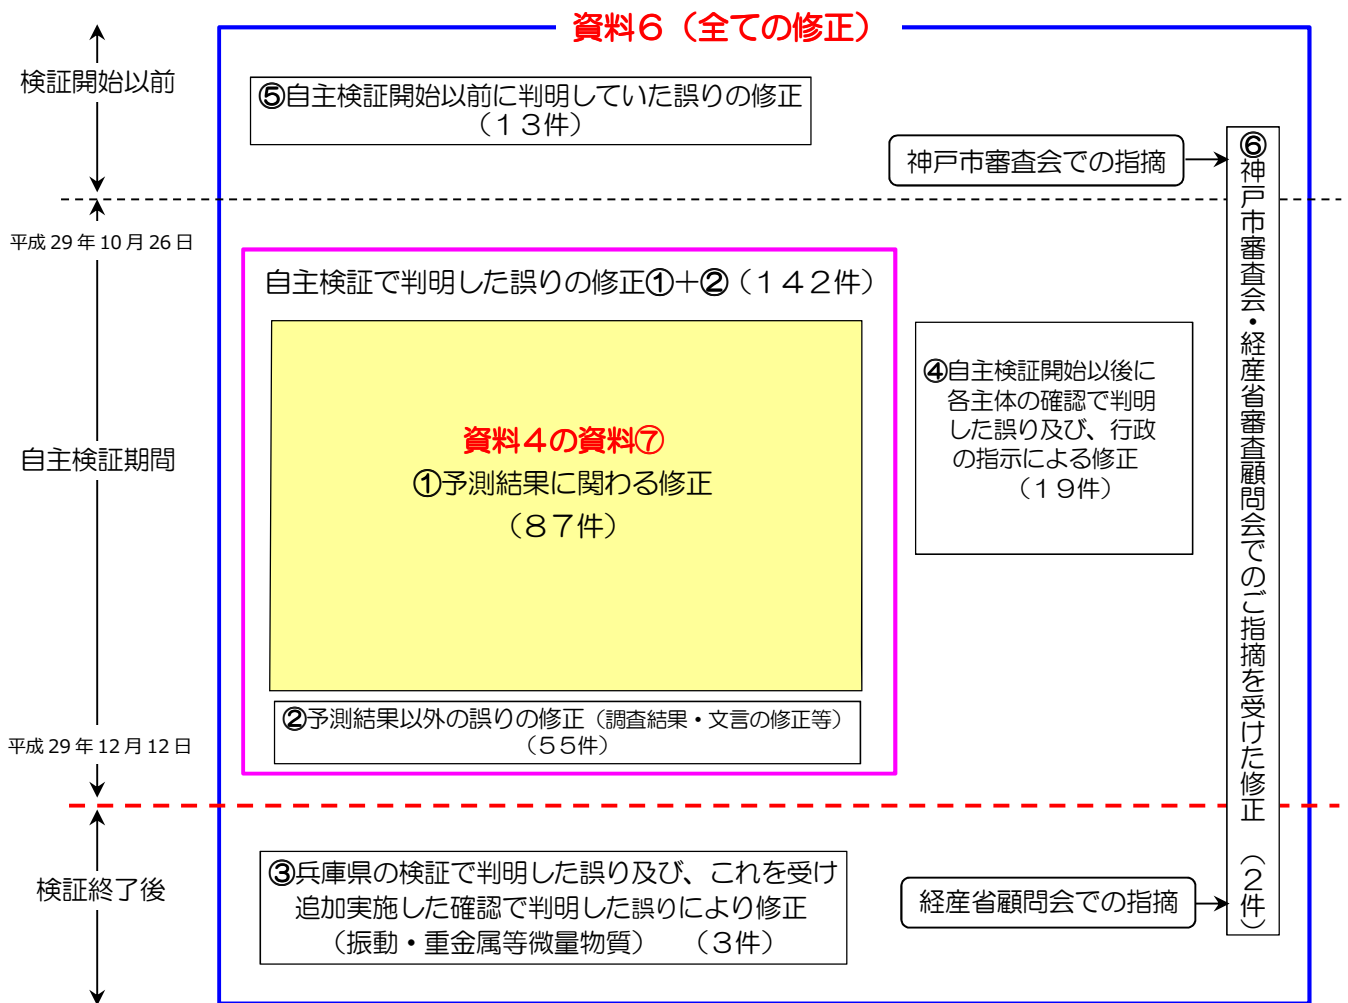 資料６（全ての修正）
検証開始以前
⑤自主検証開始以前に判明していた誤りの修正
（１３件）
神戸市審査会での指摘
⑥神戸市審査会・経産省審査顧問会でのご指摘を受けた修正　（２件）
平成 29 年 10 月 26 日
自主検証で判明した誤りの修正①＋②（１４２件）
資料４の資料⑦
①予測結果に関わる修正
（８７件）
④自主検証開始以後に
各主体の確認で判明
した誤り及び、行政
の指示による修正
（１９件）
自主検証期間
②予測結果以外の誤りの修正（調査結果・文言の修正等）
（５５件）
平成 29 年 12 月 12 日
検証終了後
③兵庫県の検証で判明した誤り及び、これを受け
追加実施した確認で判明した誤りにより修正
（振動・重金属等微量物質）　（３件）
経産省顧問会での指摘